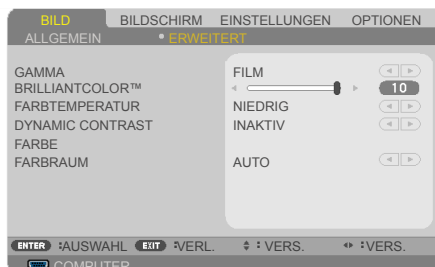 BILD BILDSCHIRM EINSTELLUNGEN OPTIONEN
ALLGEMEIN • ERWEITERT
GAMMA FILM
BRILLIANTCOLOR™ 10
FARBTEMPERATUR NIEDRIG
DYNAMIC CONTRAST INAKTIV
FARBE
FARBRAUM AUTO
ENTER :AUSWAHL EXIT :VERL. :VERS. :VERS.
COMPUTER